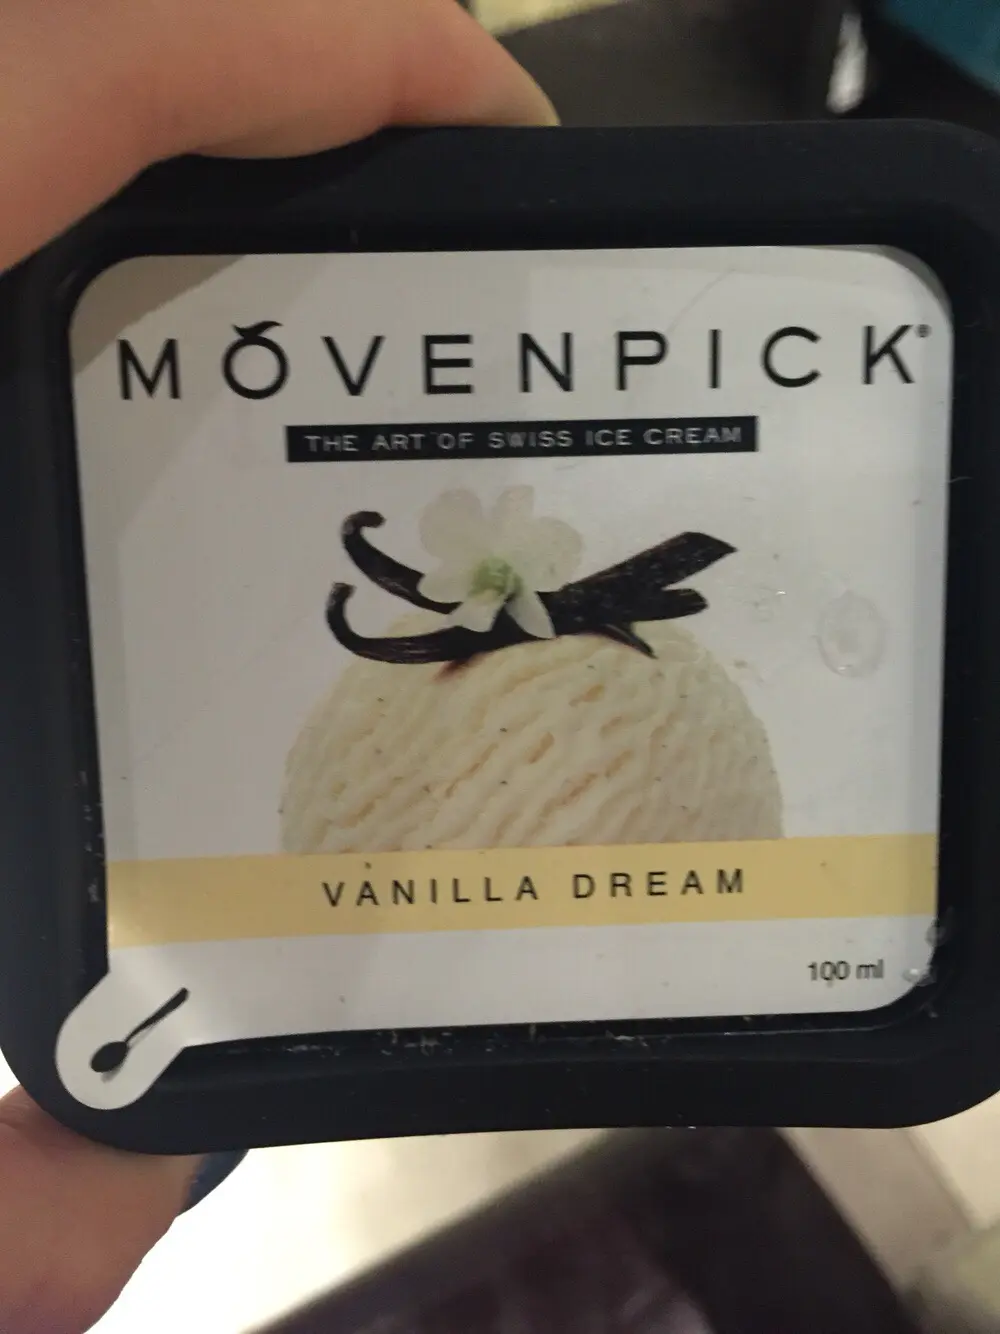 MÖVENPICK®
THE ART OF SWISS ICE CREAM
VANILLA DREAM
100 ml